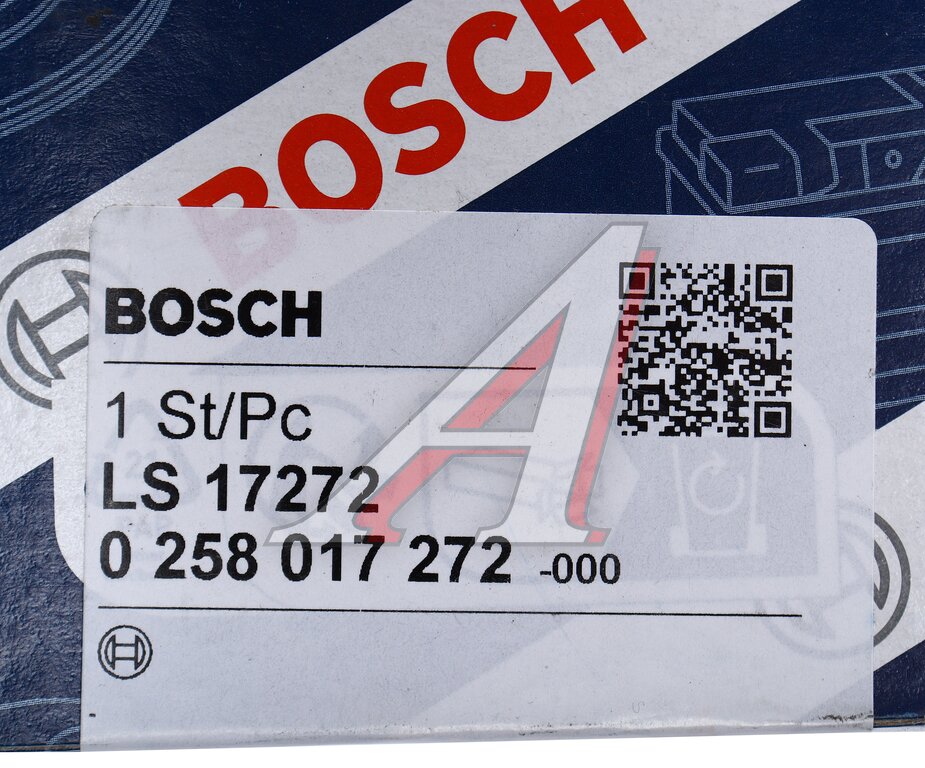 BOSCH
BOSCH
1 St/Pc
LS 17272
0 258 017 272 -000